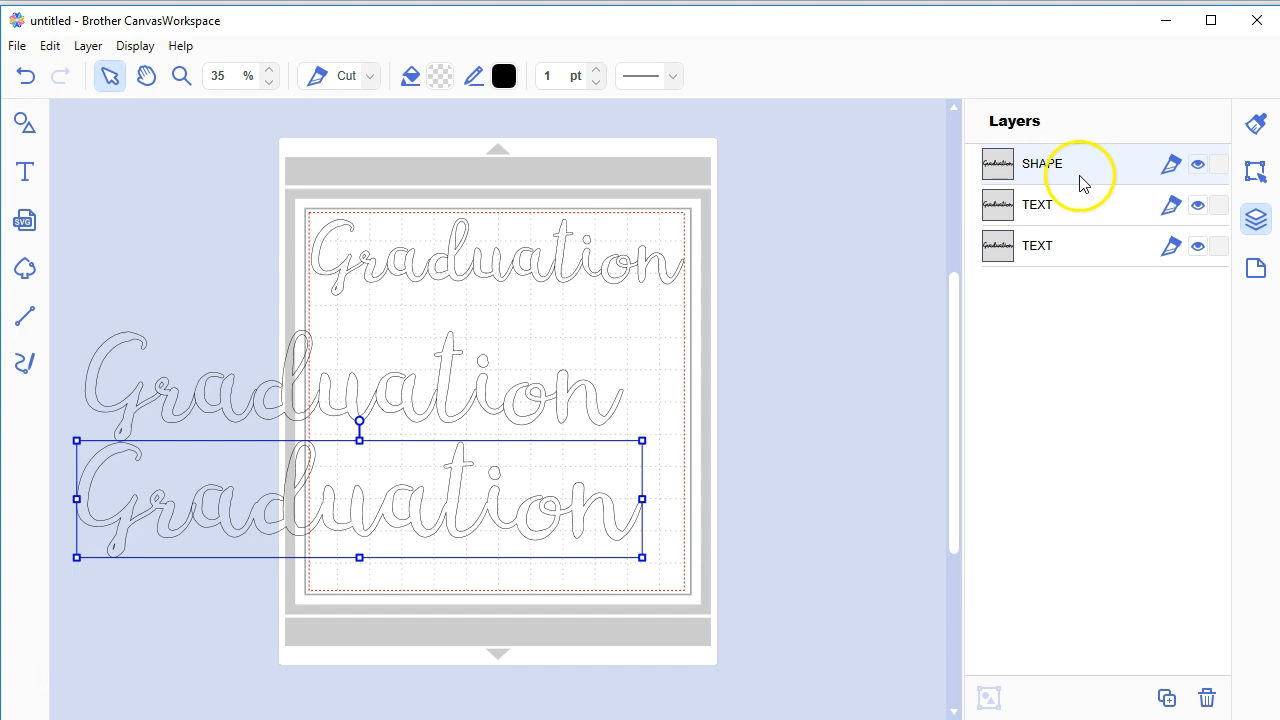 untitled - Brother CanvasWorkspace
File Edit Layer Display Help
35 % Cut 1 pt
Layers
SHAPE
TEXT
TEXT
T
SVG
Graduation
Graduation
Graduation